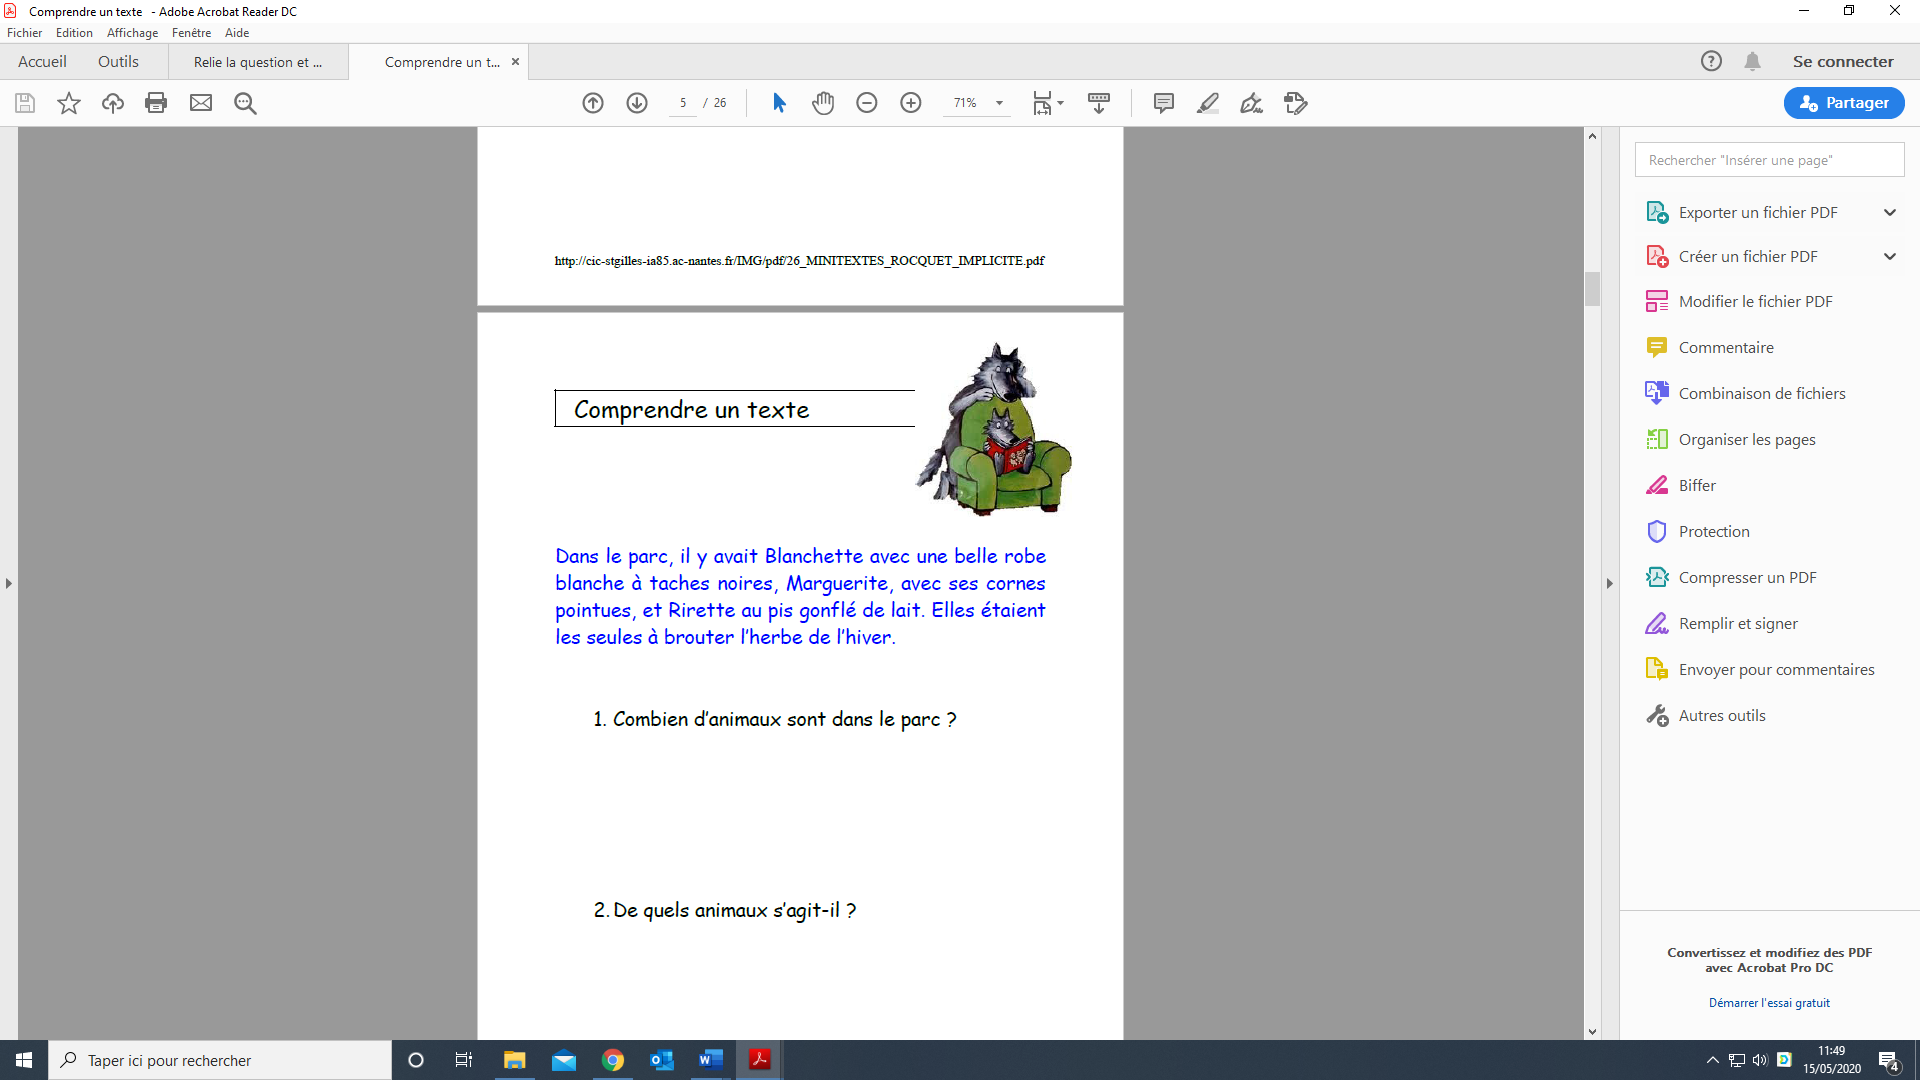 Comprendre un texte - Adobe Acrobat Reader DC
Fichier Edition Affichage Fenêtre Aide
Accueil Outils Relie la question et ... Comprendre un t... × Se connecter
5 / 26 71% Partager
http://cic-stgilles-ia85.ac-nantes.fr/IMG/pdf/26_MINITEXTES_ROCQUET_IMPLICITE.pdf
Comprendre un texte
Dans le parc, il y avait Blanchette avec une belle robe
blanche à taches noires, Marguerite, avec ses cornes
pointues, et Rirette au pis gonflé de lait. Elles étaient
les seules à brouter l’herbe de l’hiver.
1. Combien d’animaux sont dans le parc ?
2. De quels animaux s’agit-il ?
Rechercher "Insérer une page"
Exporter un fichier PDF
Créer un fichier PDF
Modifier le fichier PDF
Commentaire
Combinaison de fichiers
Organiser les pages
Biffer
Protection
Compresser un PDF
Remplir et signer
Envoyer pour commentaires
Autres outils
Convertissez et modifiez des PDF
avec Acrobat Pro DC
Démarrer l'essai gratuit
Taper ici pour rechercher
11:49
15/05/2020
4